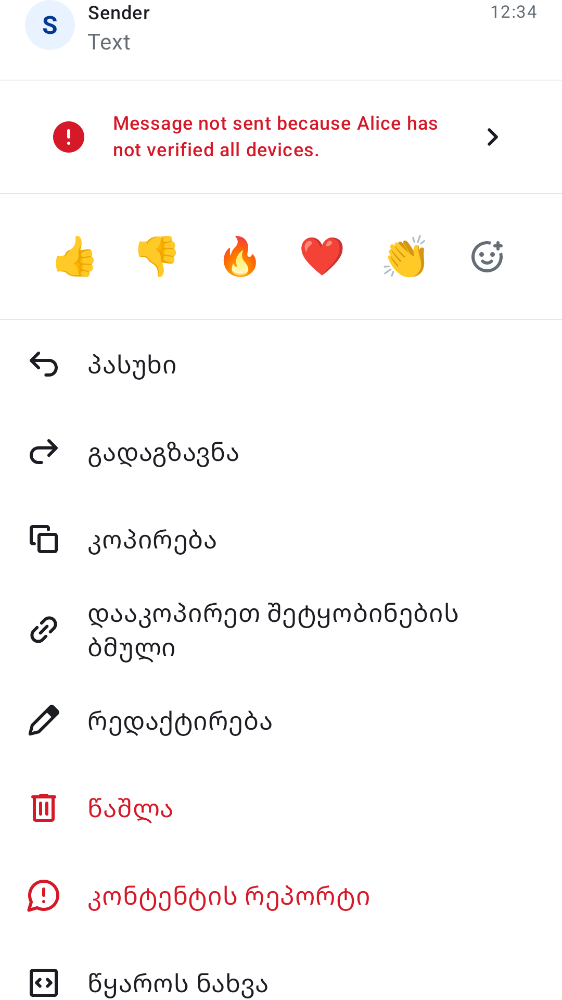 S
Sender
12:34
Text
Message not sent because Alice has
not verified all devices.
პასუხი
გადაგზავნა
კოპირება
დააკოპირეთ შეტყობინების
ბმული
რედაქტირება
წაშლა
კონტენტის რეპორტი
წყაროს ნახვა